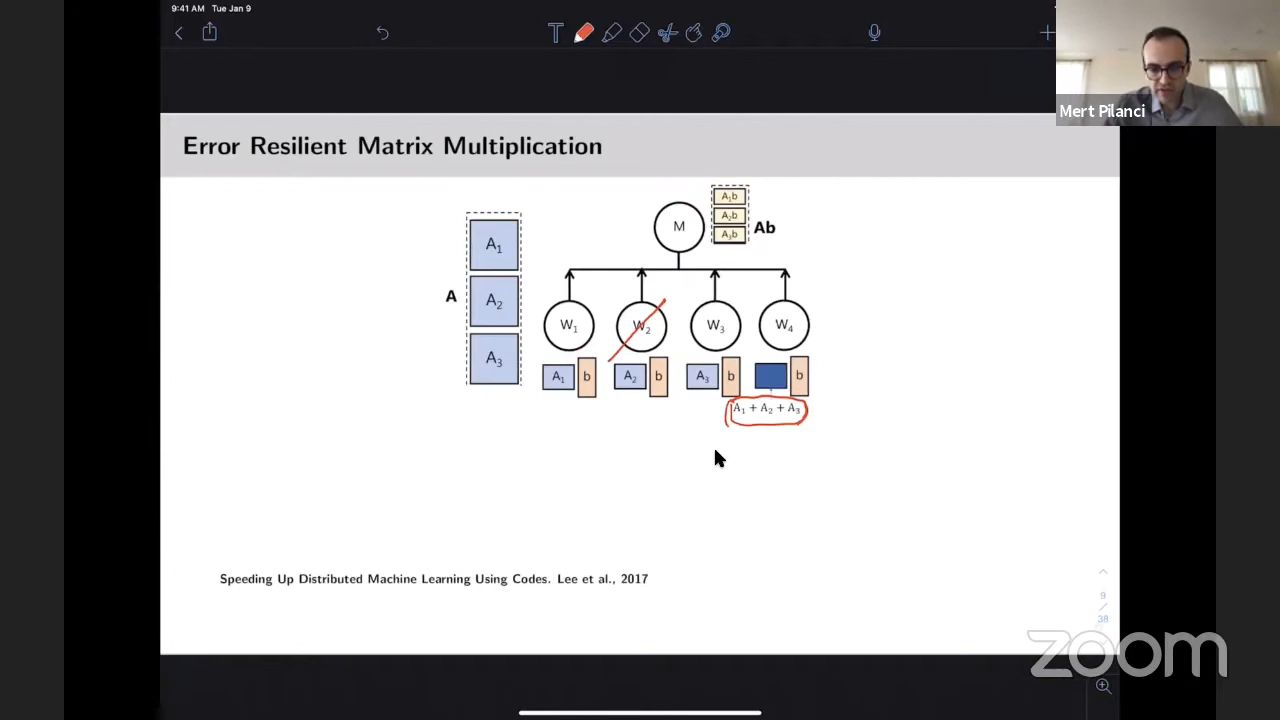 9:41 AM Tue Jan 9
Mert Pilanci
Error Resilient Matrix Multiplication
A₁b
A₂b
A₃b
Ab
M
A₁
A₂
A₃
A
W₁
W₂
W₃
W₄
A₁ b
A₂ b
A₃ b
b
A₁ + A₂ + A₃
Speeding Up Distributed Machine Learning Using Codes. Lee et al., 2017
9
/
38
zoom